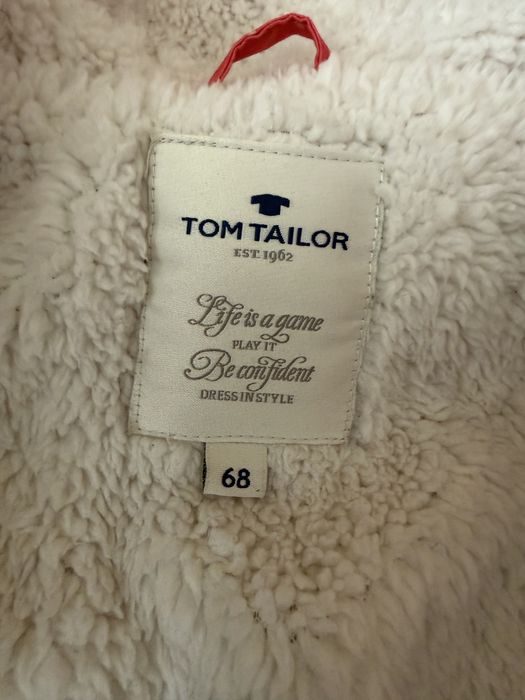 TOM TAILOR
EST. 1962
Life is a game
PLAY IT
Be confident
DRESS IN STYLE
68